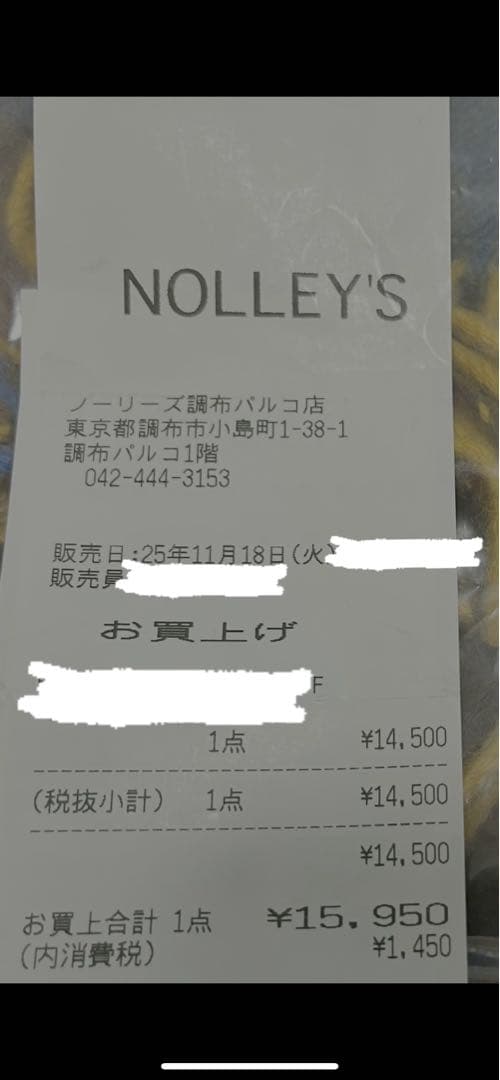 NOLLEY'S
ノーリーズ調布パルコ店
東京都調布市小島町1-38-1
調布パルコ1階
042-444-3153
販売日:25年11月18日(火)
販売員
お買上げ
F
1点 ¥14,500
(税抜小計) 1点 ¥14,500
¥14,500
お買上合計 1点 ¥15,950
(内消費税) ¥1,450